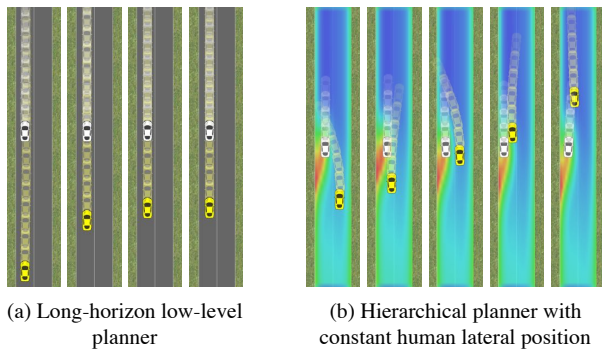 (a) Long-horizon low-level
planner
(b) Hierarchical planner with
constant human lateral position